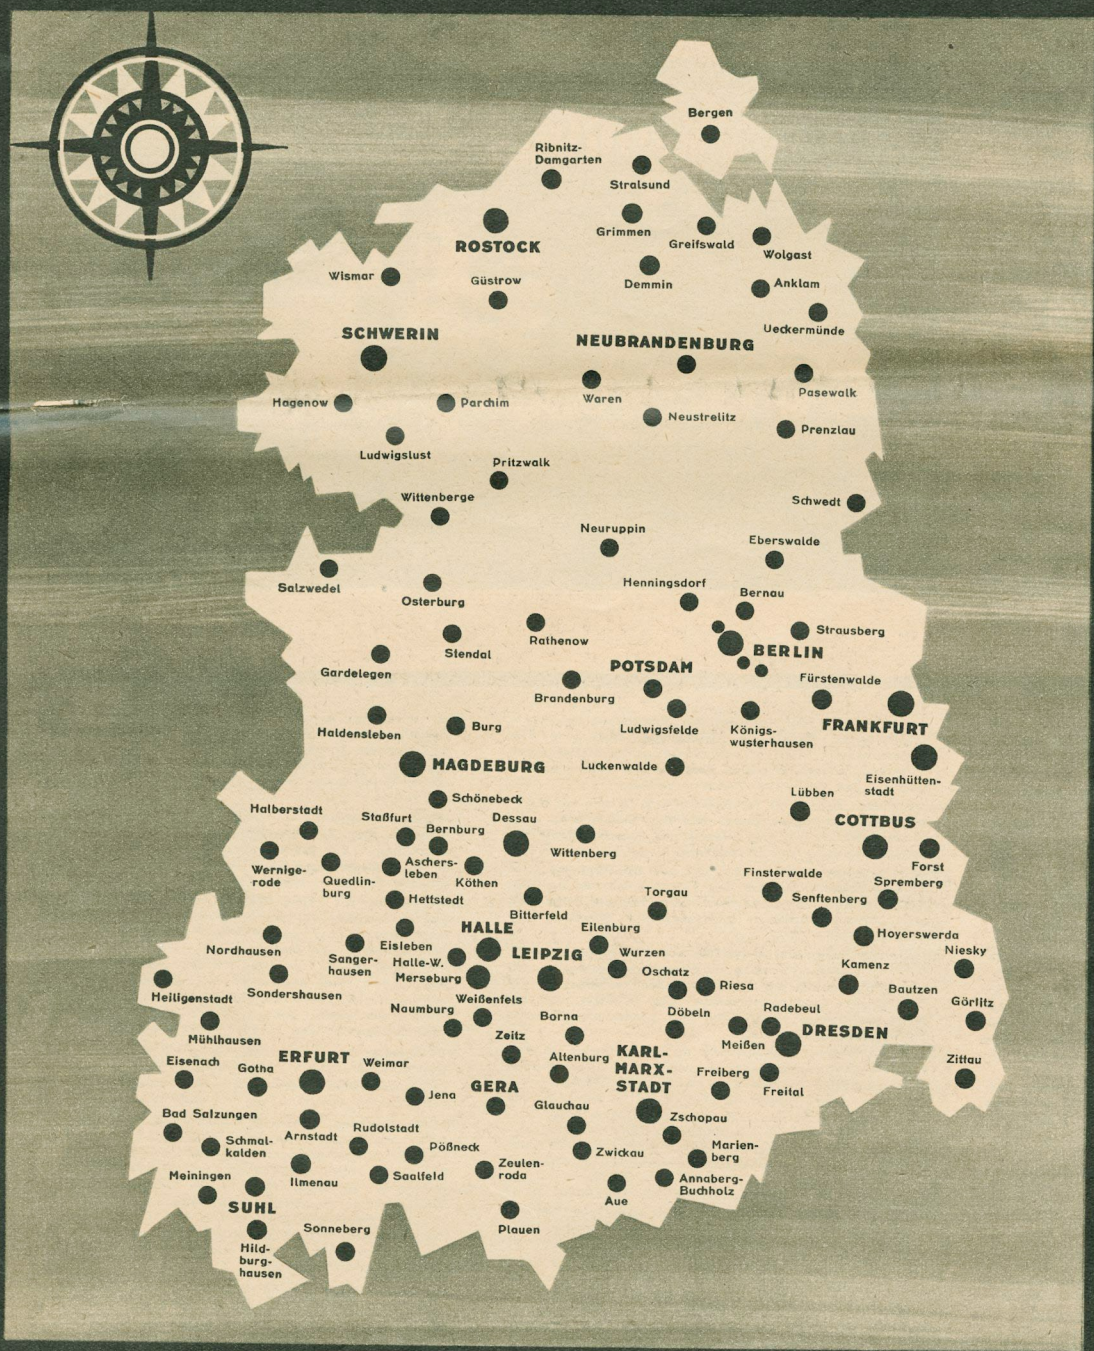 Bergen
Ribnitz-
Damgarten
Stralsund
ROSTOCK
Grimmen
Greifswald
Wolgast
Wismar
Güstrow
Demmin
Anklam
Ueckermünde
SCHWERIN
NEUBRANDENBURG
Hagenow
Parchim
Waren
Neustrelitz
Pasewalk
Prenzlau
Ludwigslust
Pritzwalk
Wittenberge
Schwedt
Neuruppin
Eberswalde
Salzwedel
Osterburg
Henningsdorf
Bernau
Strausberg
Stendal
Rathenow
BERLIN
Gardelegen
POTSDAM
Brandenburg
Fürstenwalde
Haldensleben
Burg
Ludwigsfelde
Königs-
wusterhausen
FRANKFURT
MAGDEBURG
Luckenwalde
Eisenhütten-
stadt
Schönebeck
Lübben
Halberstadt
Staßfurt
Bernburg
Dessau
COTTBUS
Wernige-
rode
Quedlin-
burg
Aschers-
leben
Köthen
Wittenberg
Forst
Finsterwalde
Spremberg
Hettstedt
Bitterfeld
Torgau
Senftenberg
Nordhausen
Sanger-
hausen
Eisleben
HALLE
Halle-W.
LEIPZIG
Eilenburg
Wurzen
Hoyerswerda
Niesky
Merseburg
Oschatz
Riesa
Kamenz
Bautzen
Görlitz
Heiligenstadt
Sondershausen
Naumburg
Weißenfels
Borna
Döbeln
Radebeul
Mühlhausen
Zeitz
Meißen
DRESDEN
Eisenach
Gotha
ERFURT
Weimar
Altenburg
KARL-
MARX-
STADT
Freiberg
Freital
Zittau
Jena
GERA
Glauchau
Zschopau
Bad Salzungen
Schmal-
kalden
Arnstadt
Rudolstadt
Pößneck
Zwickau
Marien-
berg
Meiningen
Ilmenau
Saalfeld
Zeulen-
roda
Aue
Annaberg-
Buchholz
SUHL
Sonneberg
Plauen
Hild-
burg-
hausen